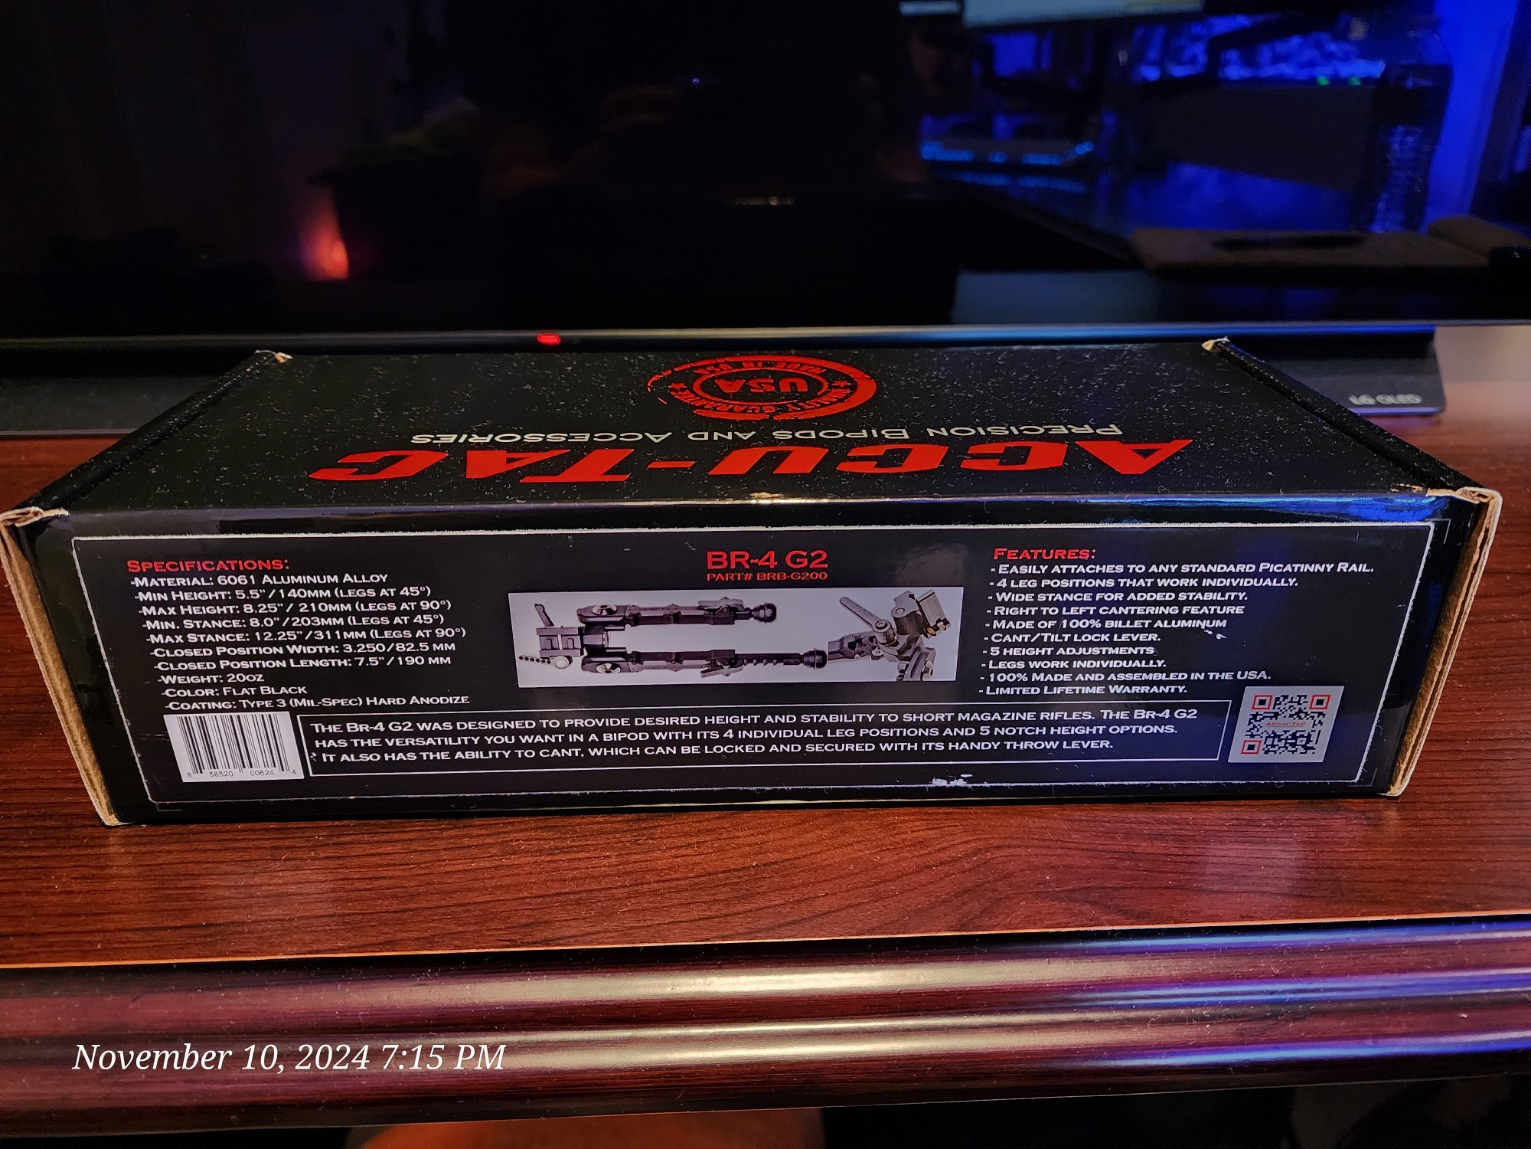 ACCU-TAC
PRECISION BIPODS AND ACCESSORIES
MADE IN USA
USA
SPECIFICATIONS:
-MATERIAL: 6061 ALUMINUM ALLOY
-MIN HEIGHT: 5.5"/140MM (LEGS AT 45°)
-MAX HEIGHT: 8.25"/ 210MM (LEGS AT 90°)
-MIN. STANCE: 8.0"/203MM (LEGS AT 45°)
-MAX STANCE: 12.25"/311MM (LEGS AT 90°)
-CLOSED POSITION WIDTH: 3.250/82.5 MM
-CLOSED POSITION LENGTH: 7.5"/190 MM
-WEIGHT: 20OZ
-COLOR: FLAT BLACK
-COATING: TYPE 3 (MIL-SPEC) HARD ANODIZE
BR-4 G2
PART# BRB-G200
FEATURES:
- EASILY ATTACHES TO ANY STANDARD PICATINNY RAIL.
- 4 LEG POSITIONS THAT WORK INDIVIDUALLY.
- WIDE STANCE FOR ADDED STABILITY.
- RIGHT TO LEFT CANTERING FEATURE
- MADE OF 100% BILLET ALUMINUM
- CANT/TILT LOCK LEVER.
- 5 HEIGHT ADJUSTMENTS
- LEGS WORK INDIVIDUALLY.
- 100% MADE AND ASSEMBLED IN THE USA.
- LIMITED LIFETIME WARRANTY.
THE BR-4 G2 WAS DESIGNED TO PROVIDE DESIRED HEIGHT AND STABILITY TO SHORT MAGAZINE RIFLES. THE BR-4 G2
HAS THE VERSATILITY YOU WANT IN A BIPOD WITH ITS 4 INDIVIDUAL LEG POSITIONS AND 5 NOTCH HEIGHT OPTIONS.
IT ALSO HAS THE ABILITY TO CANT, WHICH CAN BE LOCKED AND SECURED WITH ITS HANDY THROW LEVER.
00624 4
November 10, 2024 7:15 PM